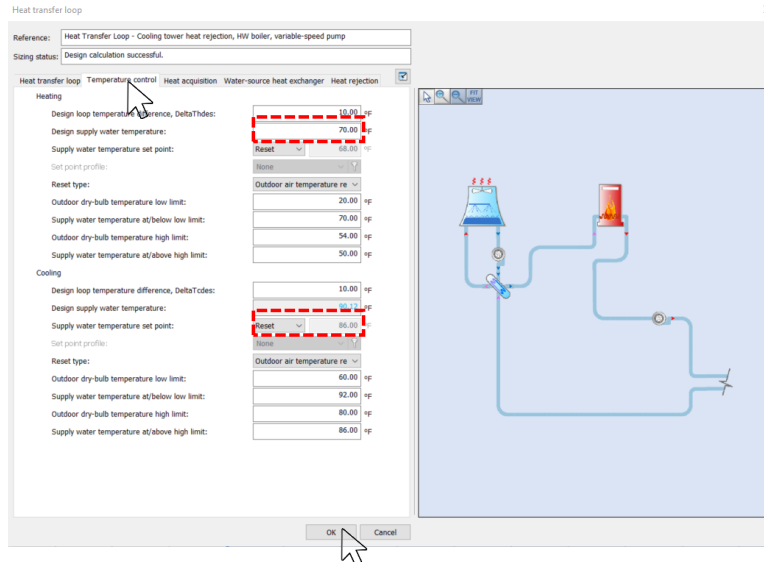 Heat transfer loop
Reference: Heat Transfer Loop - Cooling tower heat rejection, HW boiler, variable-speed pump
Sizing status: Design calculation successful.
Heat transfer loop Temperature control Heat acquisition Water-source heat exchanger Heat rejection
FIT
VIEW
Heating
Design loop temperature difference, DeltaThdes: 10.00 °F
Design supply water temperature: 70.00 °F
Supply water temperature set point: Reset 68.00 °F
Set point profile: None
Reset type: Outdoor air temperature re
Outdoor dry-bulb temperature low limit: 20.00 °F
Supply water temperature at/below low limit: 70.00 °F
Outdoor dry-bulb temperature high limit: 54.00 °F
Supply water temperature at/above high limit: 50.00 °F
Cooling
Design loop temperature difference, DeltaTcdes: 10.00 °F
Design supply water temperature: 90.12 °F
Supply water temperature set point: Reset 86.00 °F
Set point profile: None
Reset type: Outdoor air temperature re
Outdoor dry-bulb temperature low limit: 60.00 °F
Supply water temperature at/below low limit: 92.00 °F
Outdoor dry-bulb temperature high limit: 80.00 °F
Supply water temperature at/above high limit: 86.00 °F
OK Cancel